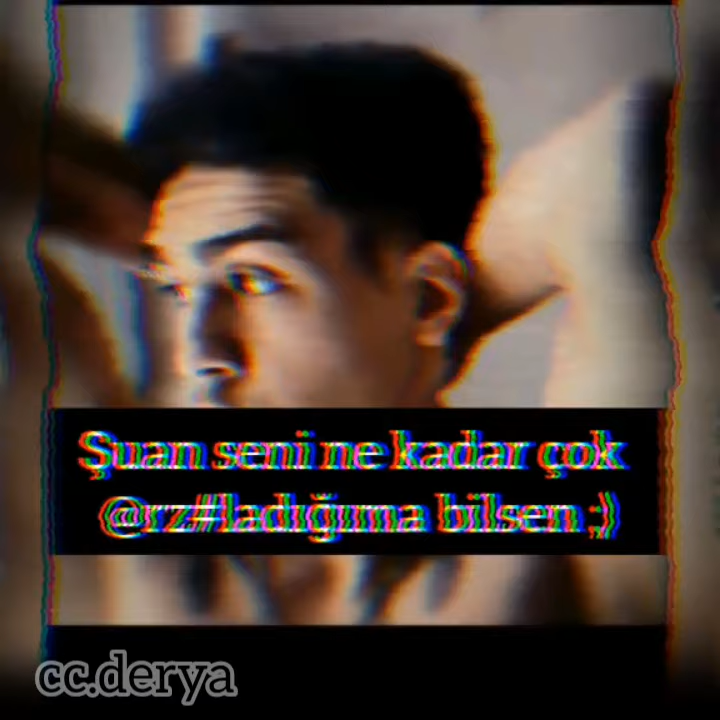 Şuan seni ne kadar çok
@rz#ladığıma bilsen ;)
cc.derya